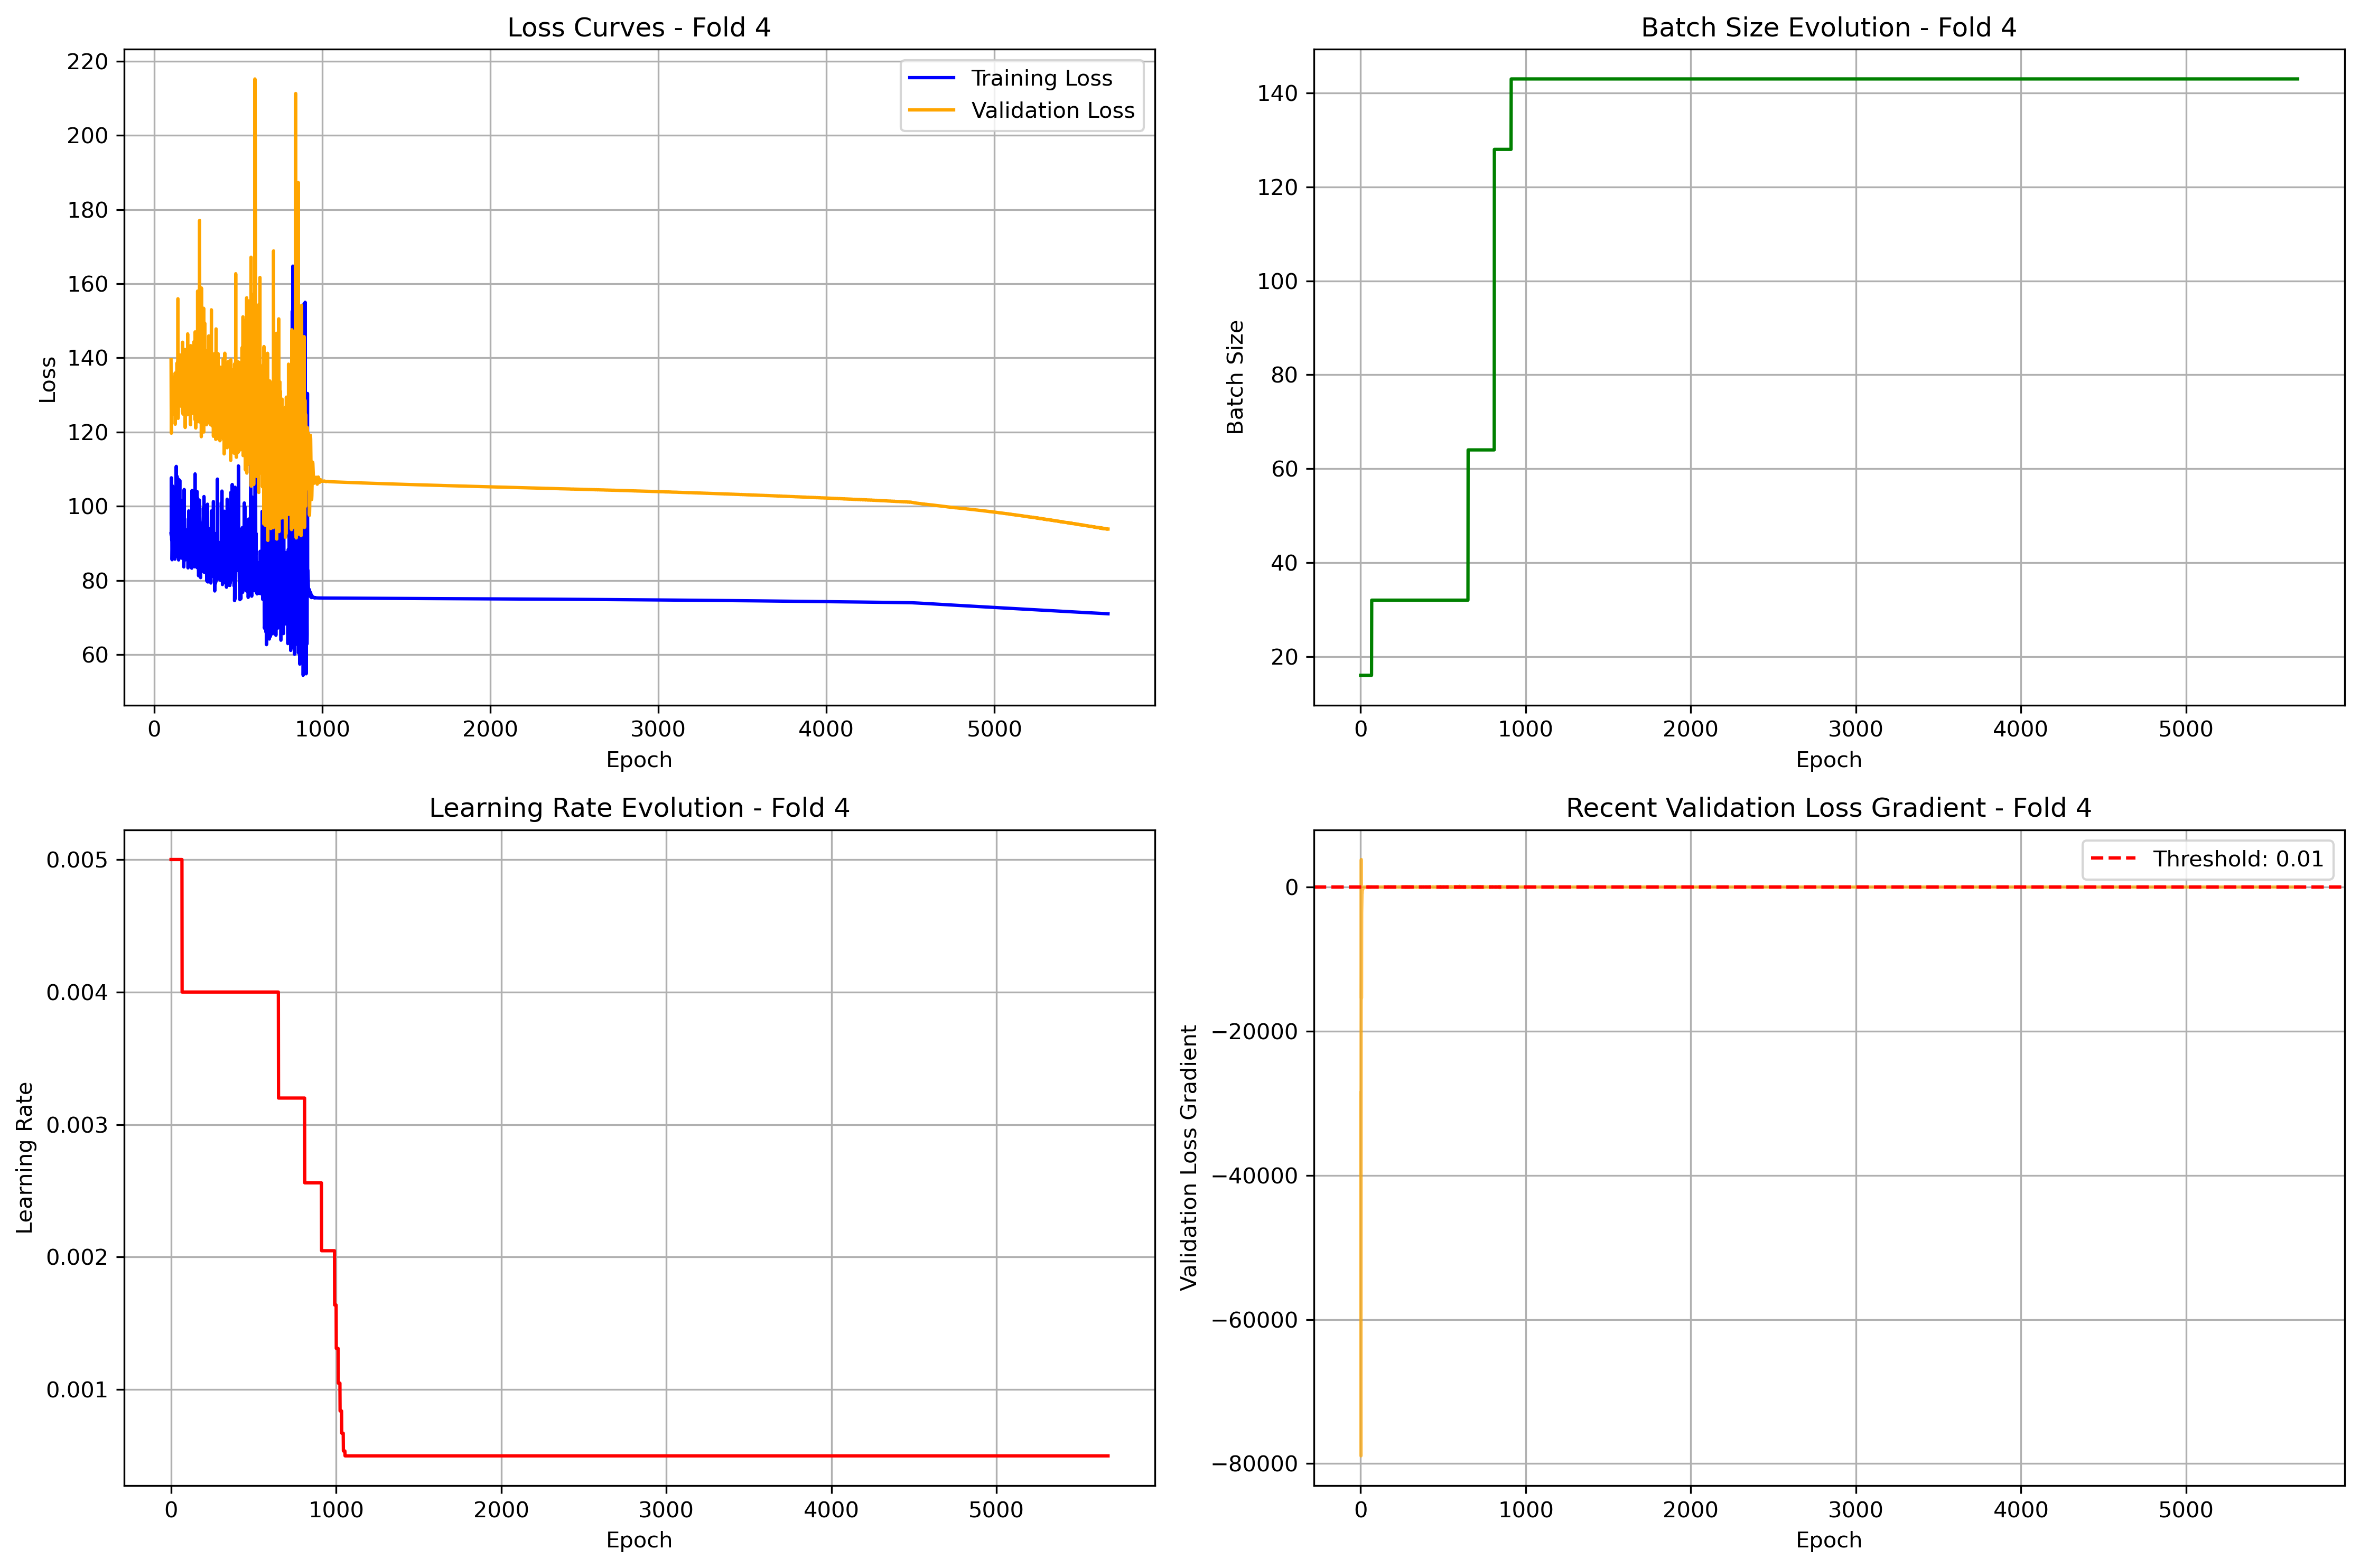 Loss Curves - Fold 4
220
200
180
160
140
120
100
80
60
Loss
Training Loss
Validation Loss
0 1000 2000 3000 4000 5000
Epoch
Batch Size Evolution - Fold 4
140
120
100
80
60
40
20
Batch Size
0 1000 2000 3000 4000 5000
Epoch
Learning Rate Evolution - Fold 4
0.005
0.004
0.003
0.002
0.001
Learning Rate
0 1000 2000 3000 4000 5000
Epoch
Recent Validation Loss Gradient - Fold 4
0
−20000
−40000
−60000
−80000
Validation Loss Gradient
Threshold: 0.01
0 1000 2000 3000 4000 5000
Epoch